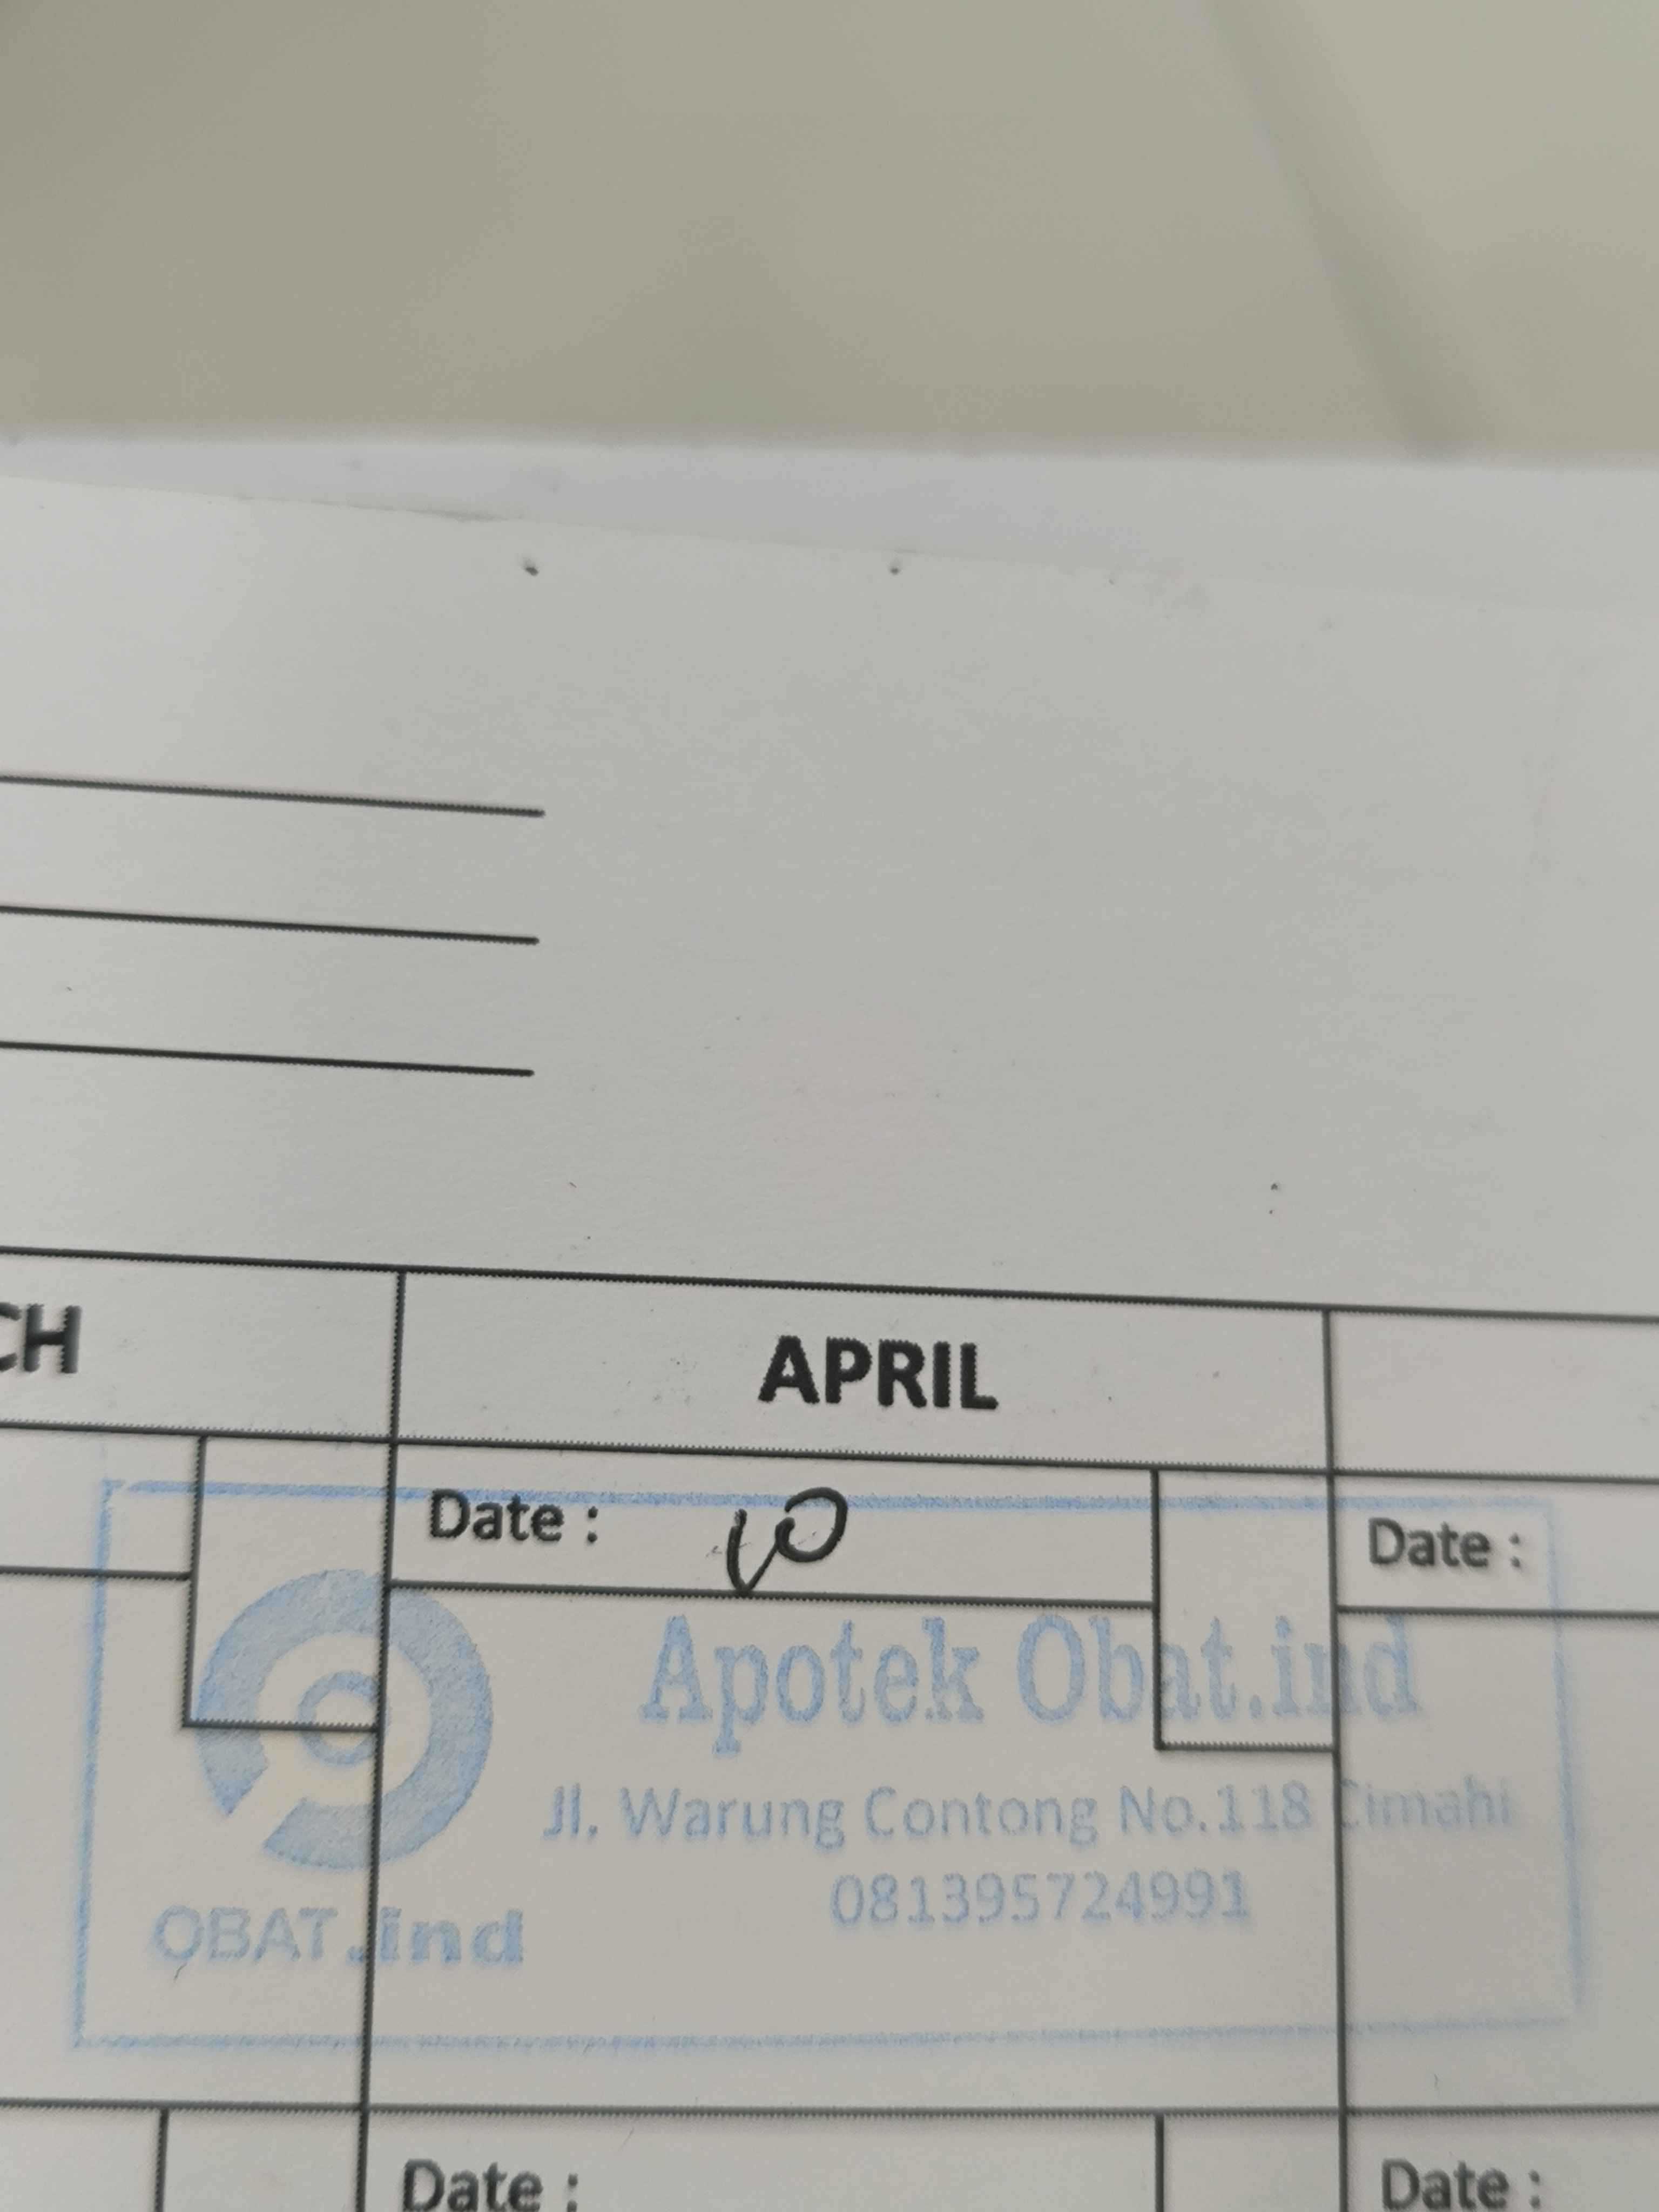 CH
APRIL
Date : 10
Date :
Apotek Obat.ind
Jl. Warung Contong No.118 Cimahi
081395724991
OBAT.ind
Date :
Date :